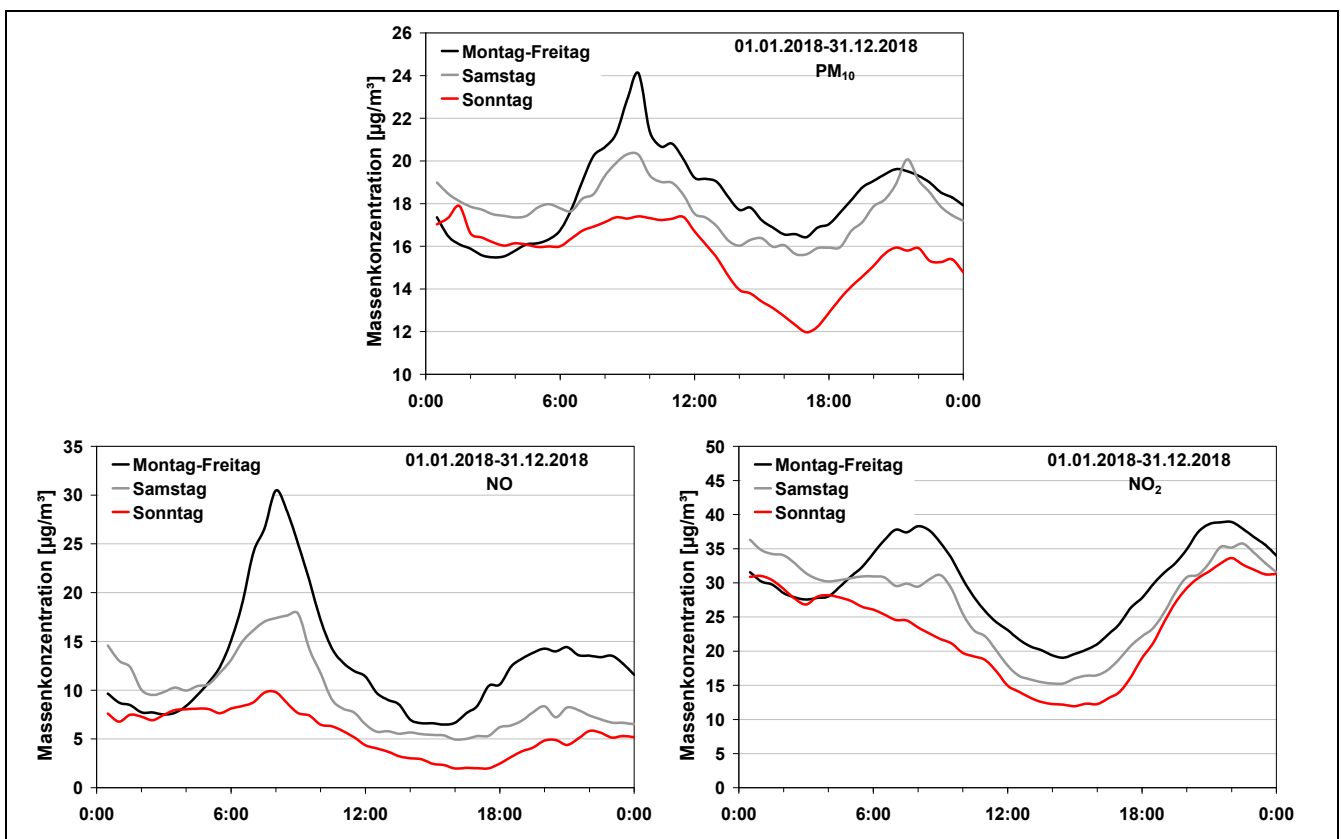 Massenkonzentration [µg/m³]
26
24
22
20
18
16
14
12
10
Montag-Freitag
Samstag
Sonntag
01.01.2018-31.12.2018
PM₁₀
0:00 6:00 12:00 18:00 0:00
Massenkonzentration [µg/m³]
35
30
25
20
15
10
5
0
Montag-Freitag
Samstag
Sonntag
01.01.2018-31.12.2018
NO
0:00 6:00 12:00 18:00 0:00
Massenkonzentration [µg/m³]
50
45
40
35
30
25
20
15
10
5
0
Montag-Freitag
Samstag
Sonntag
01.01.2018-31.12.2018
NO₂
0:00 6:00 12:00 18:00 0:00